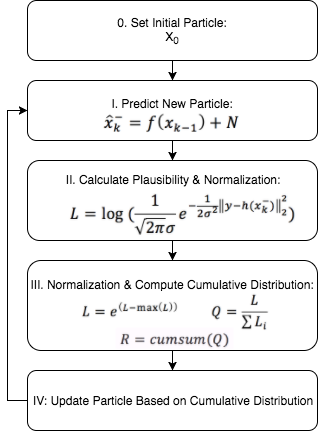 0. Set Initial Particle:
X₀
I. Predict New Particle:
x̂ₖ⁻ = f(xₖ₋₁) + N
II. Calculate Plausibility & Normalization:
L = log (1/(√2πσ) e^(-1/(2σ²)‖y−h(xₖ⁻)‖₂²))
III. Normalization & Compute Cumulative Distribution:
L = e^(L−max(L)) Q = L/∑Lᵢ
R = cumsum(Q)
IV: Update Particle Based on Cumulative Distribution